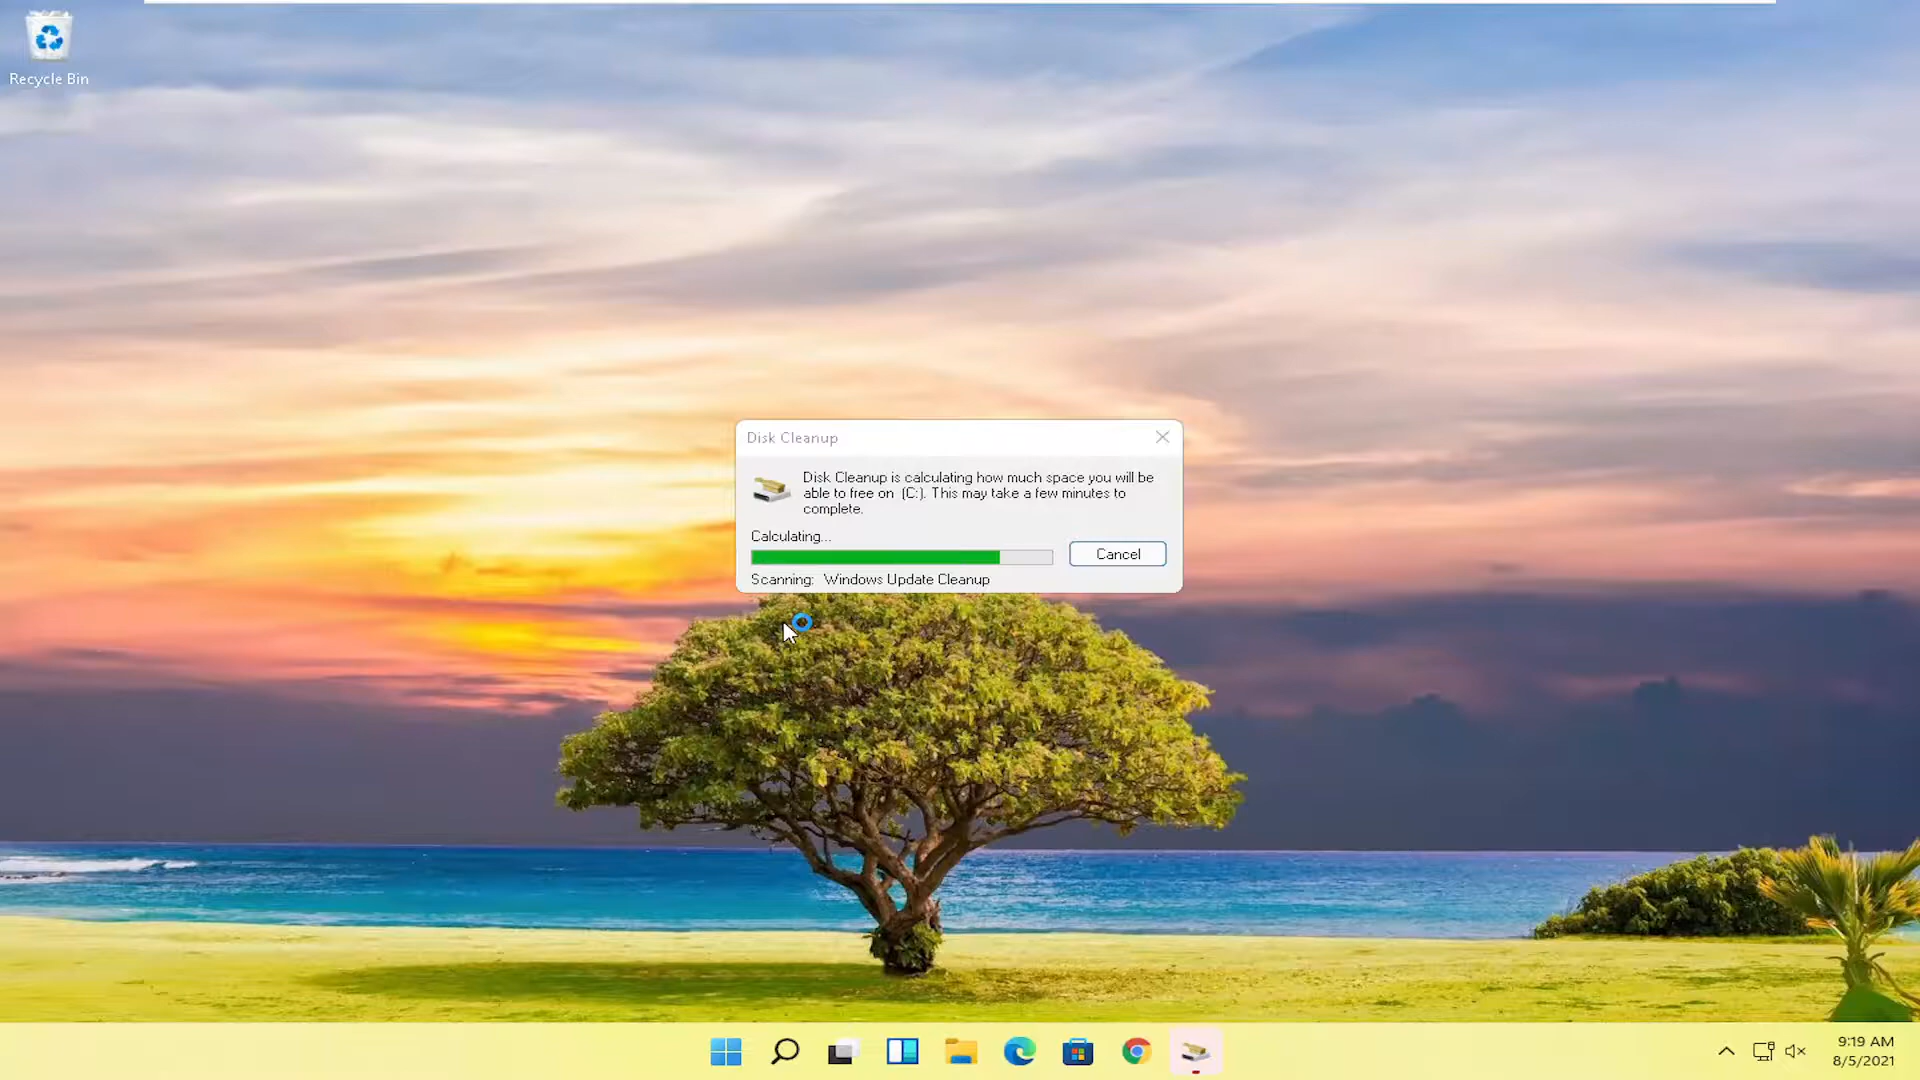 Recycle Bin
Disk Cleanup
Disk Cleanup is calculating how much space you will be
able to free on (C:). This may take a few minutes to
complete.
Calculating...
Cancel
Scanning: Windows Update Cleanup
9:19 AM
8/5/2021